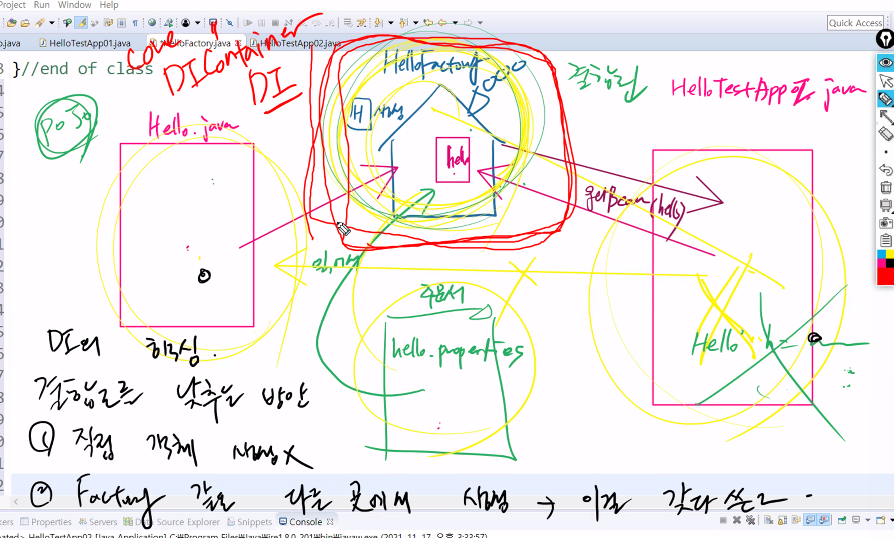 Project Run Window Help
Quick Access
.java HelloTestApp01.java *HelloFactory.java HelloTestApp02.java
}//end of class
core
DI Container
DI
HelloFactory
결합도
HelloTestApp java
POJO
Hello.java
H 생성
hello
getBean(hello)
읽어
주문서
hello.properties
Hello h =
DI의 핵심.
결합도를 낮추는 방안
① 직접 객체 생성 X
② Factory 같은 다른 곳에서 생성 → 이걸 갖다 쓴다.
Properties Servers Data Source Explorer Snippets Console
HelloTestApp02 [Java Application] C:\Program Files\Java\jre1.8.0_201\bin\javaw.exe (2021. 11. 17. 오후 3:33:57)